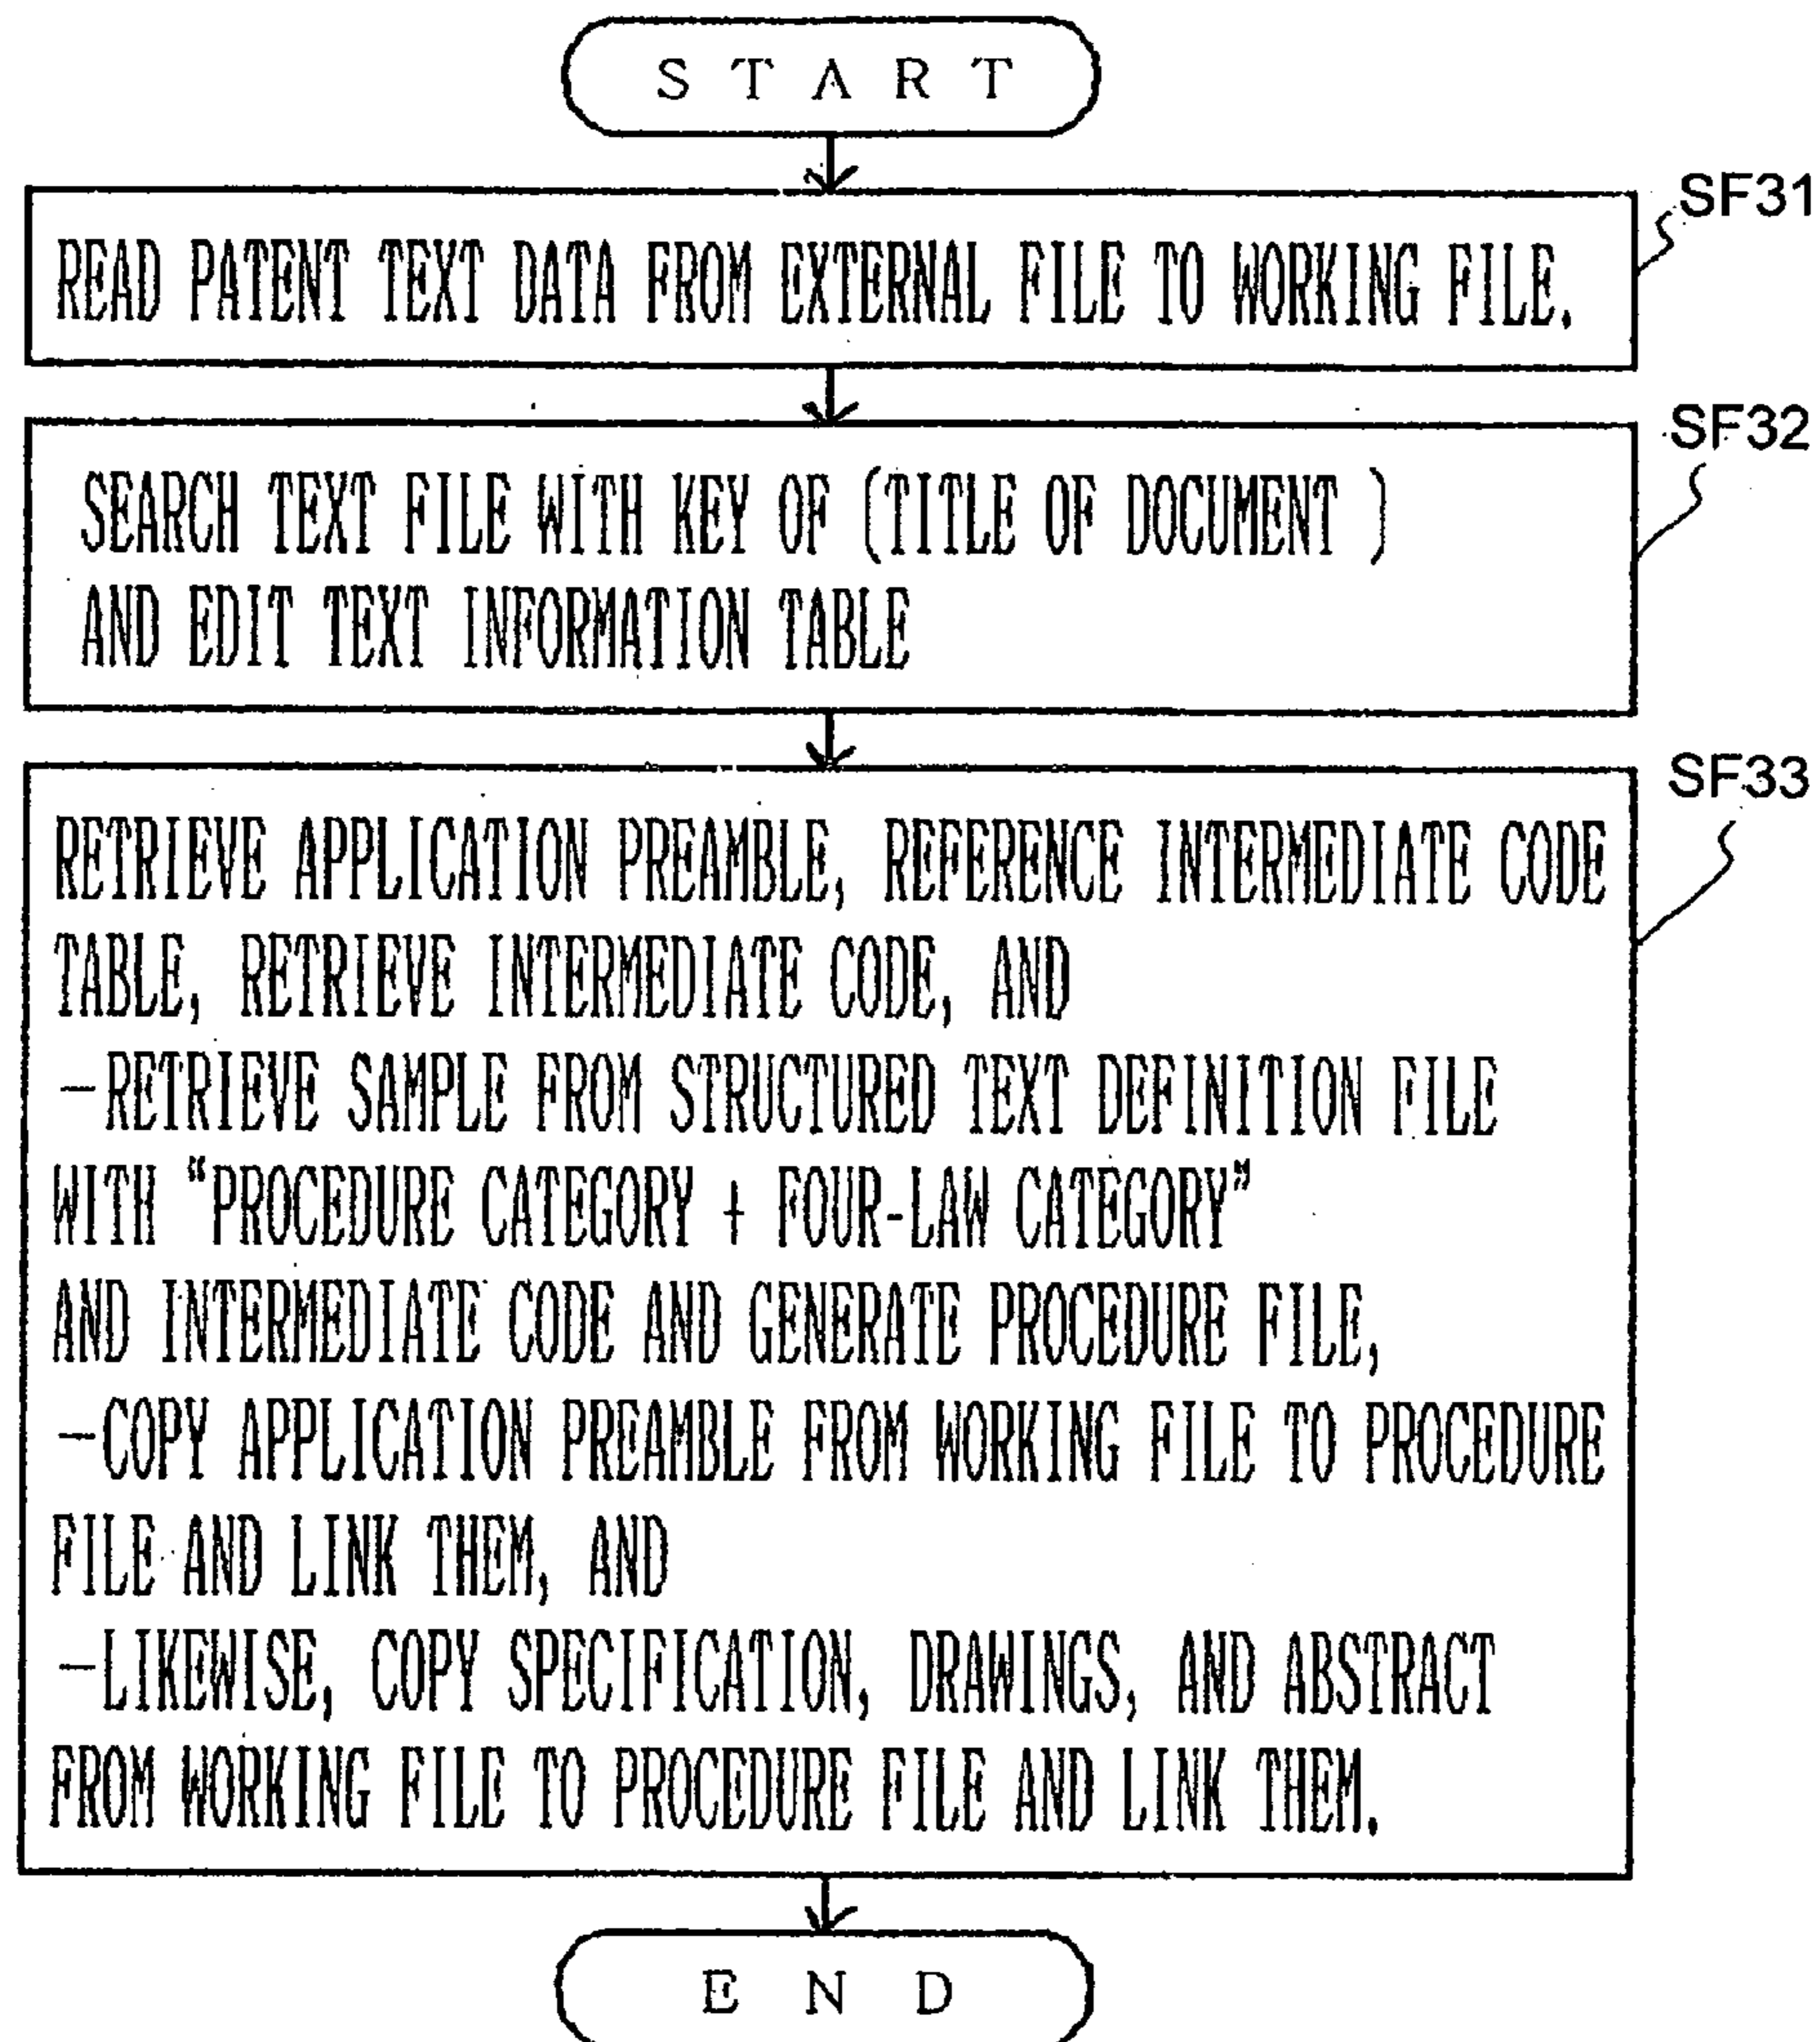 START
SF31
READ PATENT TEXT DATA FROM EXTERNAL FILE TO WORKING FILE.
SF32
SEARCH TEXT FILE WITH KEY OF (TITLE OF DOCUMENT )
AND EDIT TEXT INFORMATION TABLE
SF33
RETRIEVE APPLICATION PREAMBLE, REFERENCE INTERMEDIATE CODE
TABLE, RETRIEVE INTERMEDIATE CODE, AND
—RETRIEVE SAMPLE FROM STRUCTURED TEXT DEFINITION FILE
WITH “PROCEDURE CATEGORY + FOUR-LAW CATEGORY”
AND INTERMEDIATE CODE AND GENERATE PROCEDURE FILE,
—COPY APPLICATION PREAMBLE FROM WORKING FILE TO PROCEDURE
FILE AND LINK THEM, AND
—LIKEWISE, COPY SPECIFICATION, DRAWINGS, AND ABSTRACT
FROM WORKING FILE TO PROCEDURE FILE AND LINK THEM.
END